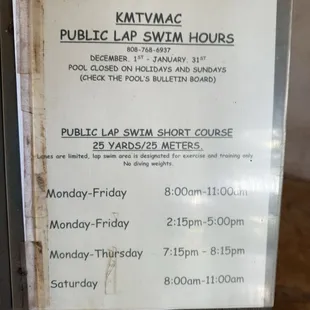 KMTVMAC
PUBLIC LAP SWIM HOURS
808-768-6937
DECEMBER. 1ST - JANUARY. 31ST
POOL CLOSED ON HOLIDAYS AND SUNDAYS
(CHECK THE POOL'S BULLETIN BOARD)
PUBLIC LAP SWIM SHORT COURSE
25 YARDS/25 METERS.
Lanes are limited, lap swim area is designated for exercise and training only.
No diving weights.
Monday-Friday 8:00am-11:00am
Monday-Friday 2:15pm-5:00pm
Monday-Thursday 7:15pm - 8:15pm
Saturday 8:00am-11:00am